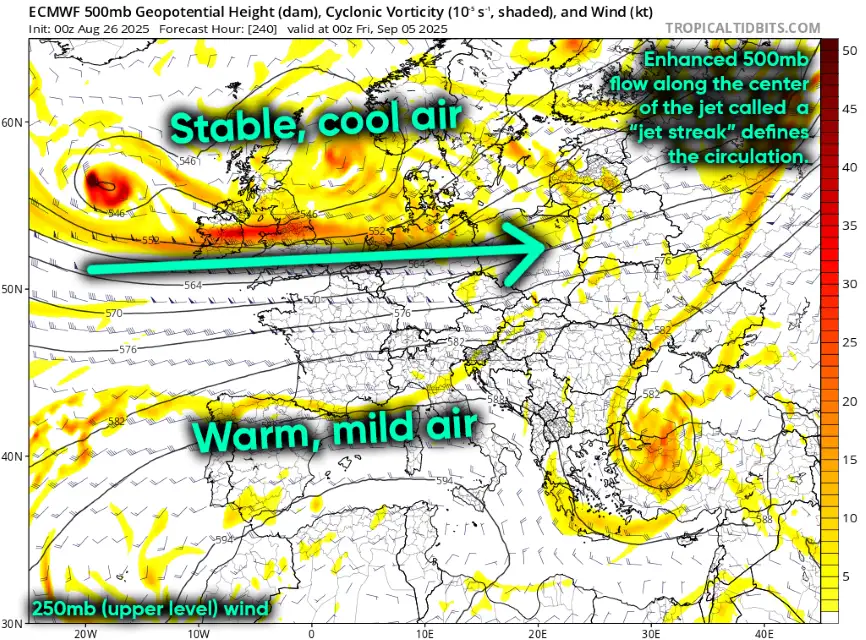 ECMWF 500mb Geopotential Height (dam), Cyclonic Vorticity (10⁻⁵ s⁻¹, shaded), and Wind (kt)
Init: 00z Aug 26 2025 Forecast Hour: [240] valid at 00z Fri, Sep 05 2025
TROPICALTIDBITS.COM
Enhanced 500mb
flow along the center
of the jet called a
“jet streak” defines
the circulation.
Stable, cool air
546
546
546
552
552
564
564
570
570
576
576
576
582
582
582
582
588
588
594
594
Warm, mild air
250mb (upper level) wind
60N
50N
40N
30N
20W
10W
0
10E
20E
30E
40E
50
45
40
35
30
25
20
15
10
5